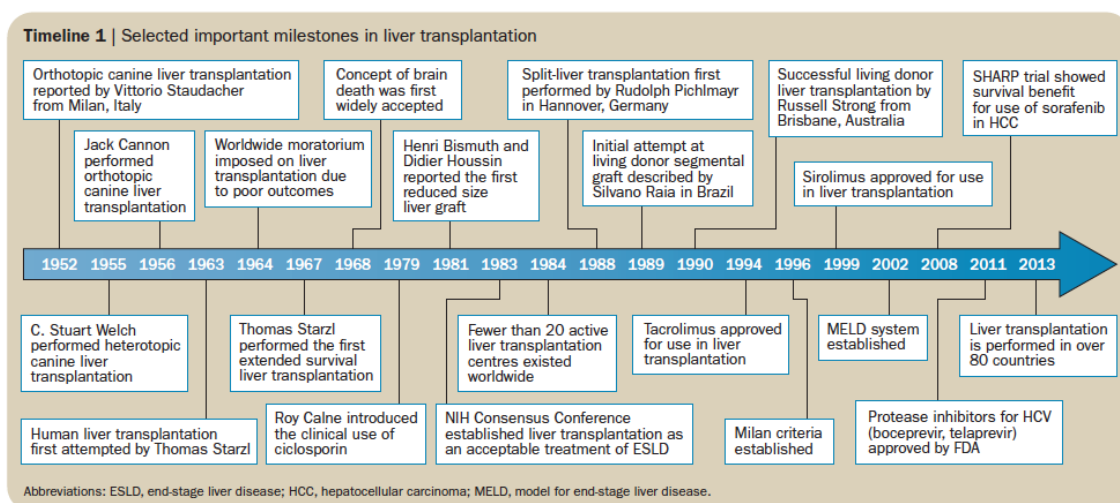 Timeline 1 | Selected important milestones in liver transplantation
Orthotopic canine liver transplantation
reported by Vittorio Staudacher
from Milan, Italy
Jack Cannon
performed
orthotopic
canine liver
transplantation
Worldwide moratorium
imposed on liver
transplantation due
to poor outcomes
Concept of brain
death was first
widely accepted
Henri Bismuth and
Didier Houssin
reported the first
reduced size
liver graft
Split-liver transplantation first
performed by Rudolph Pichlmayr
in Hannover, Germany
Initial attempt at
living donor segmental
graft described by
Silvano Raia in Brazil
Successful living donor
liver transplantation by
Russell Strong from
Brisbane, Australia
Sirolimus approved for use
in liver transplantation
SHARP trial showed
survival benefit
for use of sorafenib
in HCC
1952 1955 1956 1963 1964 1967 1968 1979 1981 1983 1984 1988 1989 1990 1994 1996 1999 2002 2008 2011 2013
C. Stuart Welch
performed heterotopic
canine liver
transplantation
Human liver transplantation
first attempted by Thomas Starzl
Thomas Starzl
performed the first
extended survival
liver transplantation
Roy Calne introduced
the clinical use of
ciclosporin
Fewer than 20 active
liver transplantation
centres existed
worldwide
NIH Consensus Conference
established liver transplantation as
an acceptable treatment of ESLD
Tacrolimus approved
for use in liver
transplantation
Milan criteria
established
MELD system
established
Protease inhibitors for HCV
(boceprevir, telaprevir)
approved by FDA
Liver transplantation
is performed in over
80 countries
Abbreviations: ESLD, end-stage liver disease; HCC, hepatocellular carcinoma; MELD, model for end-stage liver disease.